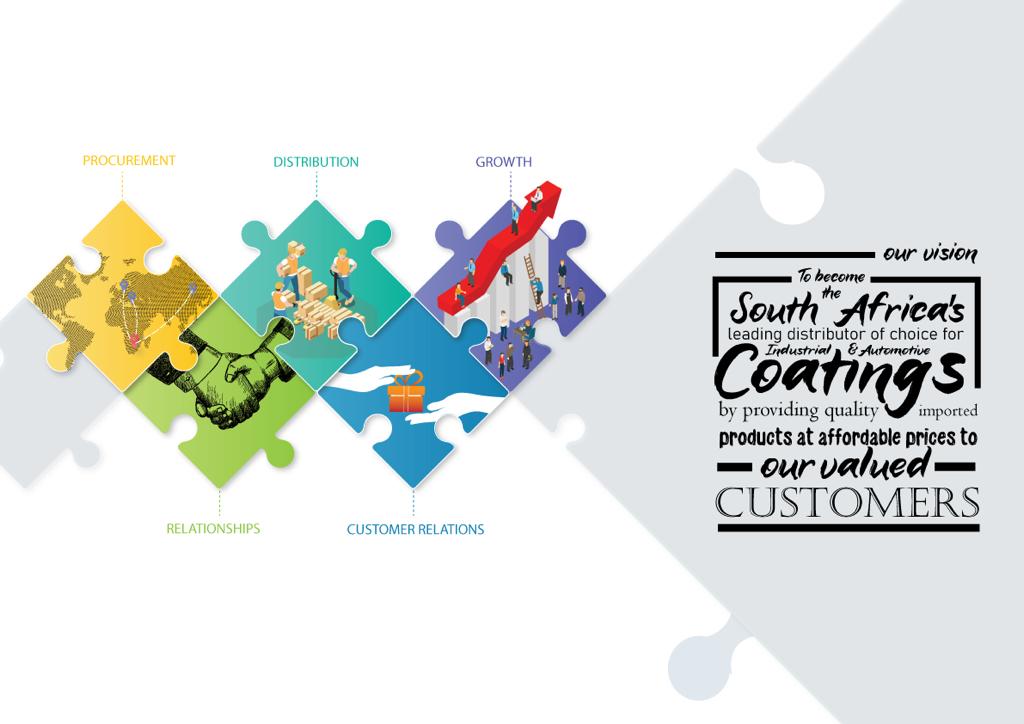 PROCUREMENT
DISTRIBUTION
GROWTH
RELATIONSHIPS
CUSTOMER RELATIONS
our vision
To become
the
South Africa's
leading distributor of choice for
Industrial & Automotive
Coatings
by providing quality imported
products at affordable prices to
our valued
CUSTOMERS